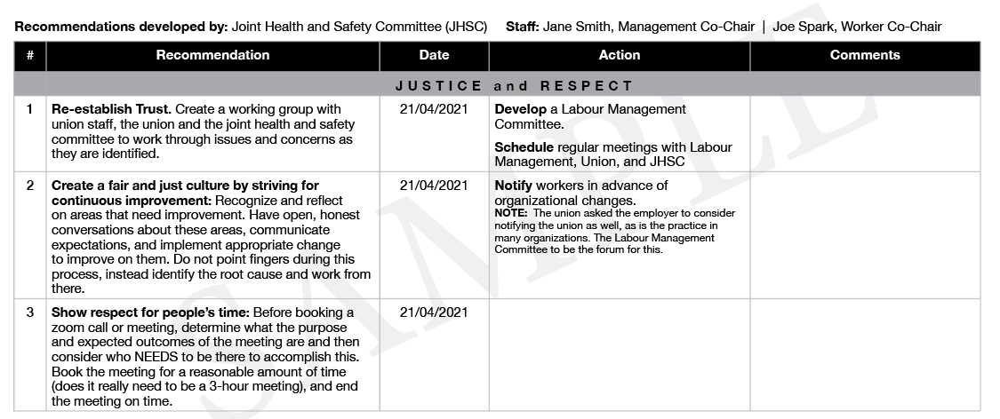 Recommendations developed by: Joint Health and Safety Committee (JHSC) Staff: Jane Smith, Management Co-Chair | Joe Spark, Worker Co-Chair
# Recommendation Date Action Comments
JUSTICE and RESPECT
1 Re-establish Trust. Create a working group with
union staff, the union and the joint health and safety
committee to work through issues and concerns as
they are identified.
21/04/2021
Develop a Labour Management
Committee.
Schedule regular meetings with Labour
Management, Union, and JHSC
2 Create a fair and just culture by striving for
continuous improvement: Recognize and reflect
on areas that need improvement. Have open, honest
conversations about these areas, communicate
expectations, and implement appropriate change
to improve on them. Do not point fingers during this
process, instead identify the root cause and work from
there.
21/04/2021
Notify workers in advance of
organizational changes.
NOTE: The union asked the employer to consider
notifying the union as well, as is the practice in
many organizations. The Labour Management
Committee to be the forum for this.
3 Show respect for people's time: Before booking a
zoom call or meeting, determine what the purpose
and expected outcomes of the meeting are and then
consider who NEEDS to be there to accomplish this.
Book the meeting for a reasonable amount of time
(does it really need to be a 3-hour meeting), and end
the meeting on time.
21/04/2021
SAMPLE